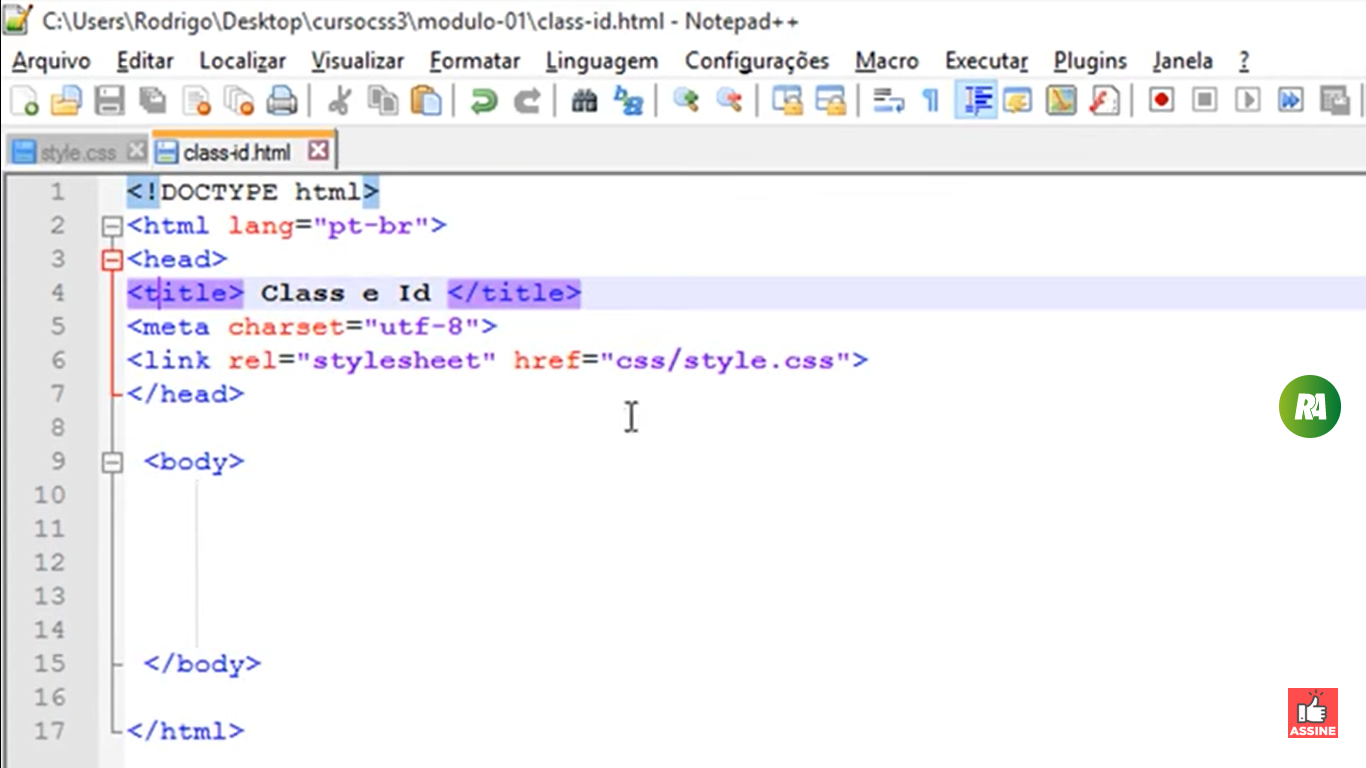 C:\Users\Rodrigo\Desktop\cursocss3\modulo-01\class-id.html - Notepad++
Arquivo Editar Localizar Visualizar Formatar Linguagem Configurações Macro Executar Plugins Janela ?
style.css class-id.html
1 <!DOCTYPE html>
2 <html lang="pt-br">
3 <head>
4 <title> Class e Id </title>
5 <meta charset="utf-8">
6 <link rel="stylesheet" href="css/style.css">
7 </head>
8
9 <body>
10
11
12
13
14
15 </body>
16
17 </html>
RA
ASSINE